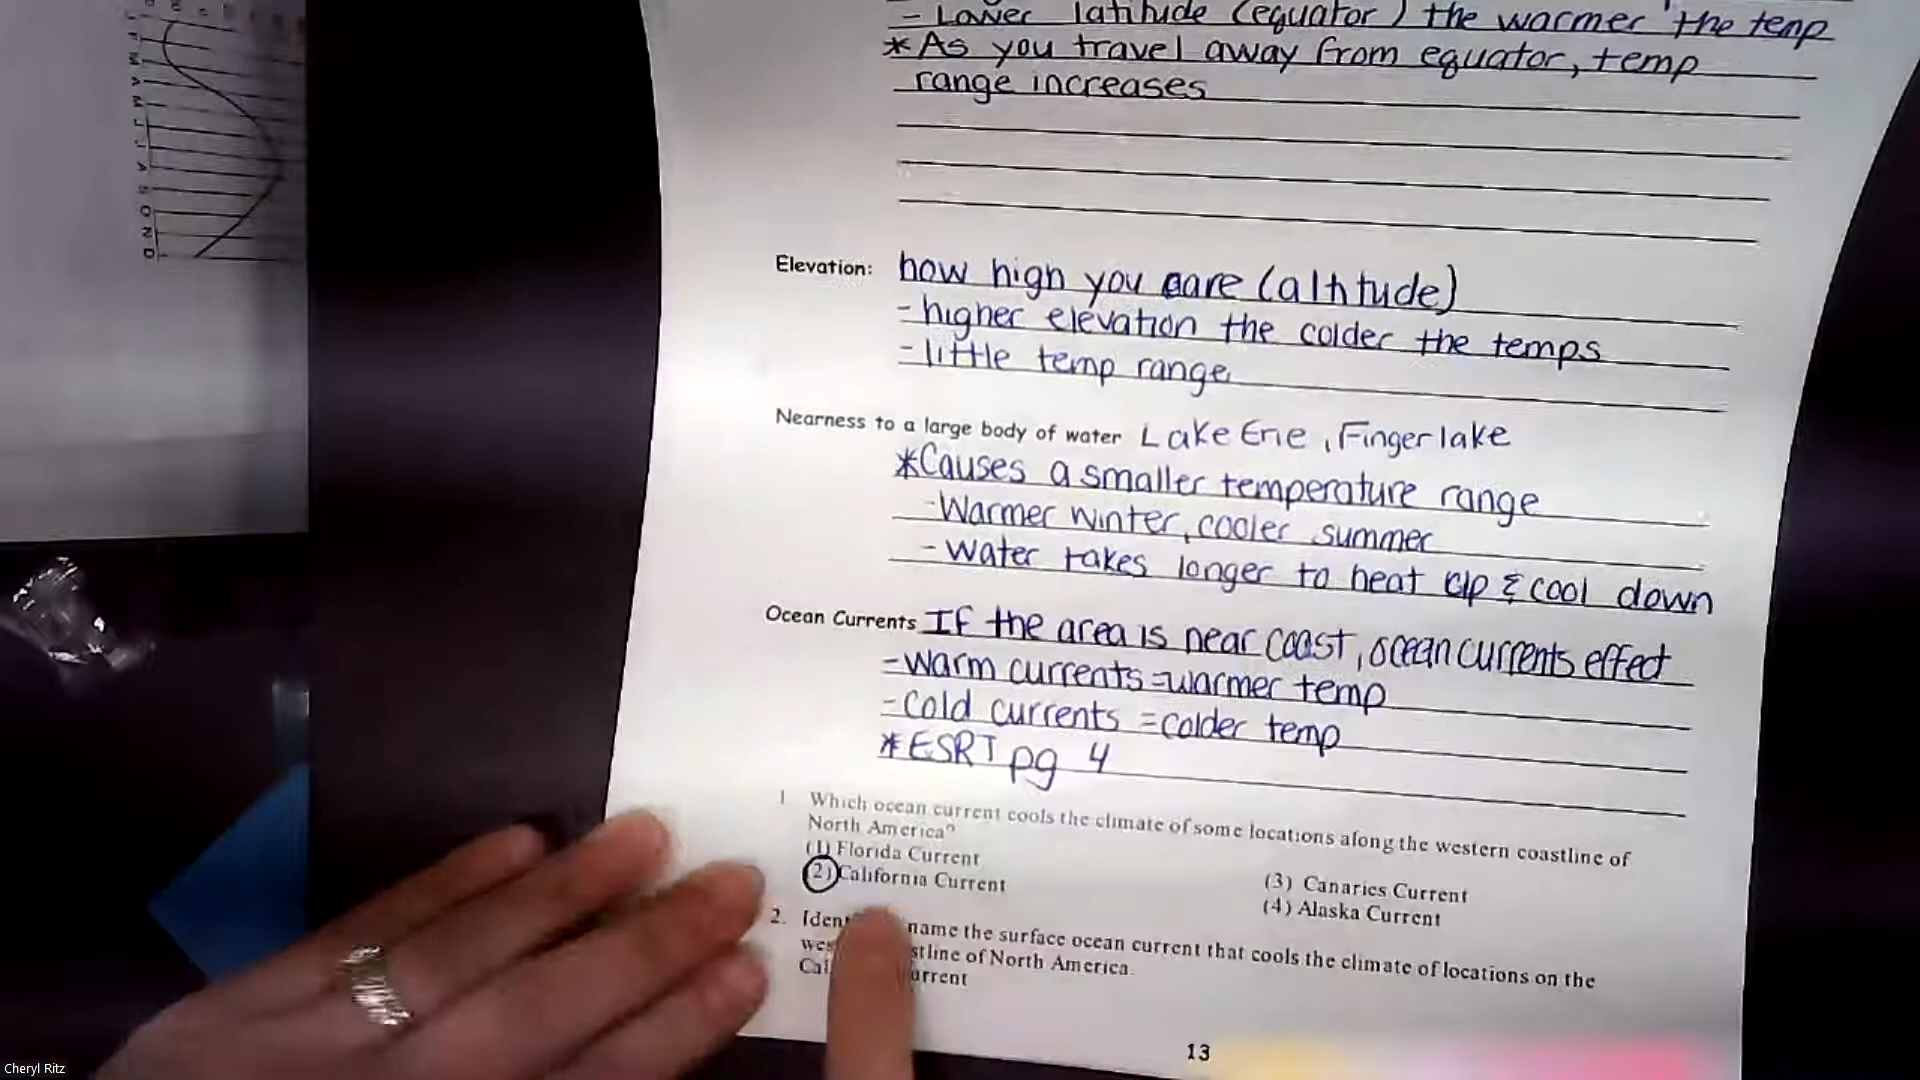 - Lower latitude (equator) the warmer the temp
* As you travel away from equator, temp
range increases
Elevation: how high you are (altitude)
- higher elevation the colder the temps
- little temp range
Nearness to a large body of water Lake Erie, Finger lake
* Causes a smaller temperature range
- Warmer winter, cooler summer
- Water takes longer to heat up & cool down
Ocean Currents If the area is near coast, ocean currents effect
- warm currents = warmer temp
- cold currents = colder temp
* ESRT pg 4
1 Which ocean current cools the climate of some locations along the western coastline of
North America?
(1) Florida Current
(2) California Current
(3) Canaries Current
(4) Alaska Current
2. name the surface ocean current that cools the climate of locations on the
of North America.
13
J
F
M
A
M
J
J
A
S
O
N
D
Cheryl Ritz